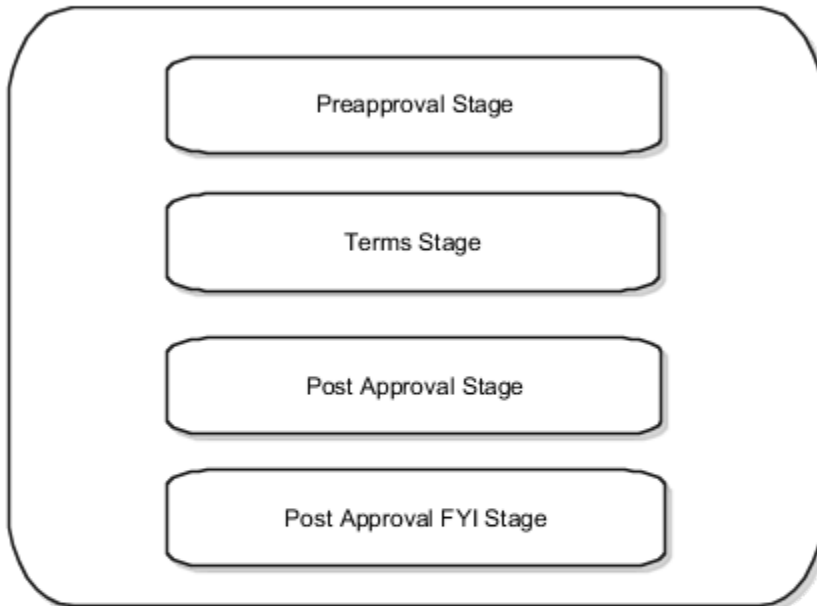 Preapproval Stage
Terms Stage
Post Approval Stage
Post Approval FYI Stage